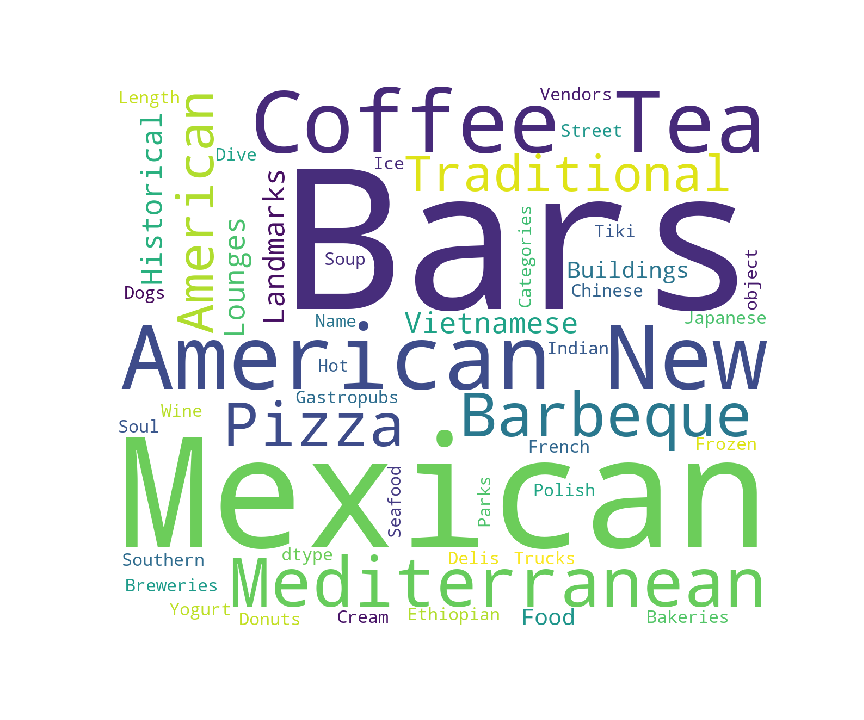 Length
Vendors
Coffee Tea
Historical
American
Street
Dive
Ice
Traditional
Landmarks
Bars
Lounges
Categories
Tiki
Soup
object
Buildings
Dogs
Chinese
Name
Vietnamese
Japanese
American New
Indian
Hot
Gastropubs
Wine
Pizza
Barbeque
Soul
French
Frozen
Mexican
Seafood
Parks
Polish
Southern
dtype
Delis
Trucks
Breweries
Mediterranean
Yogurt
Donuts
Cream
Ethiopian
Food
Bakeries